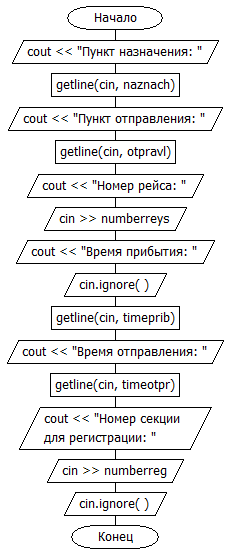 Начало
cout << "Пункт назначения: "
getline(cin, naznach)
cout << "Пункт отправления: "
getline(cin, otpravl)
cout << "Номер рейса: "
cin >> numberreys
cout << "Время прибытия: "
cin.ignore( )
getline(cin, timeprib)
cout << "Время отправления: "
getline(cin, timeotpr)
cout << "Номер секции
для регистрации: "
cin >> numberreg
cin.ignore( )
Конец